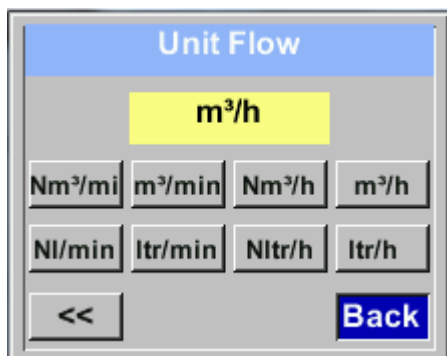 Unit Flow
m³/h
Nm³/mi m³/min Nm³/h m³/h
Nl/min ltr/min Nltr/h ltr/h
<< Back